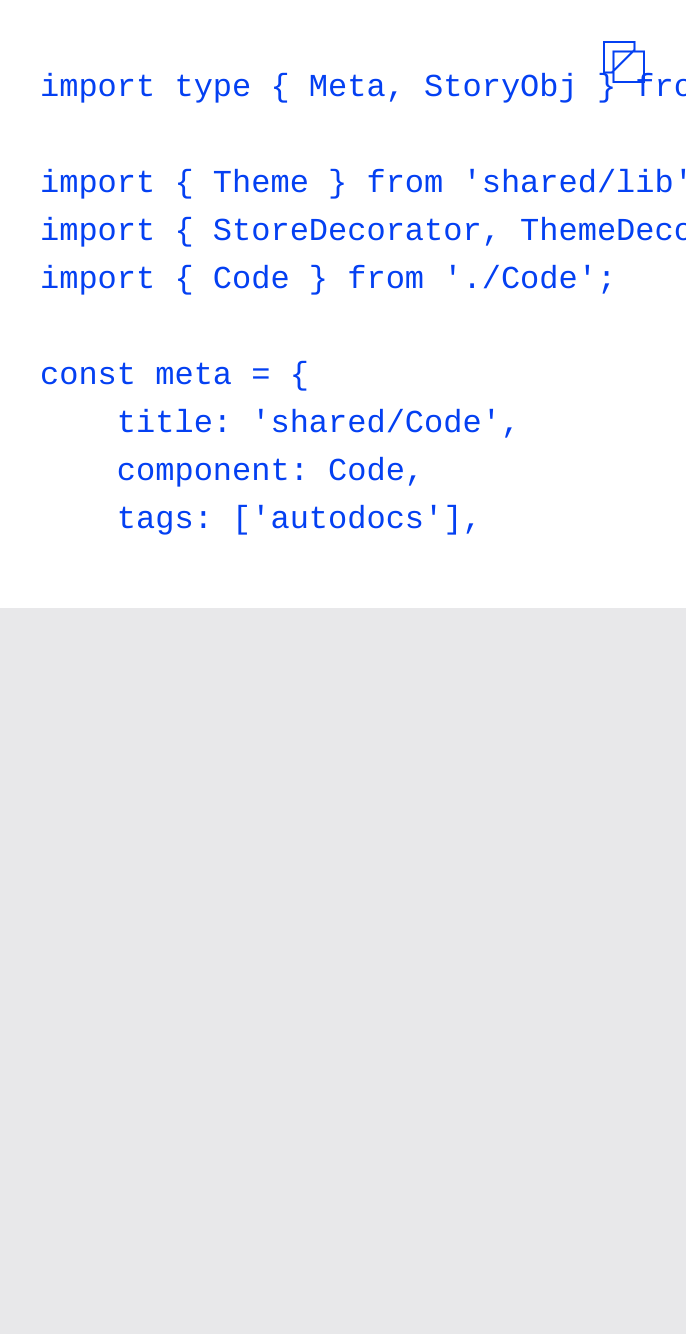 import type { Meta, StoryObj } fro
import { Theme } from 'shared/lib'
import { StoreDecorator, ThemeDeco
import { Code } from './Code';
const meta = {
    title: 'shared/Code',
    component: Code,
    tags: ['autodocs'],